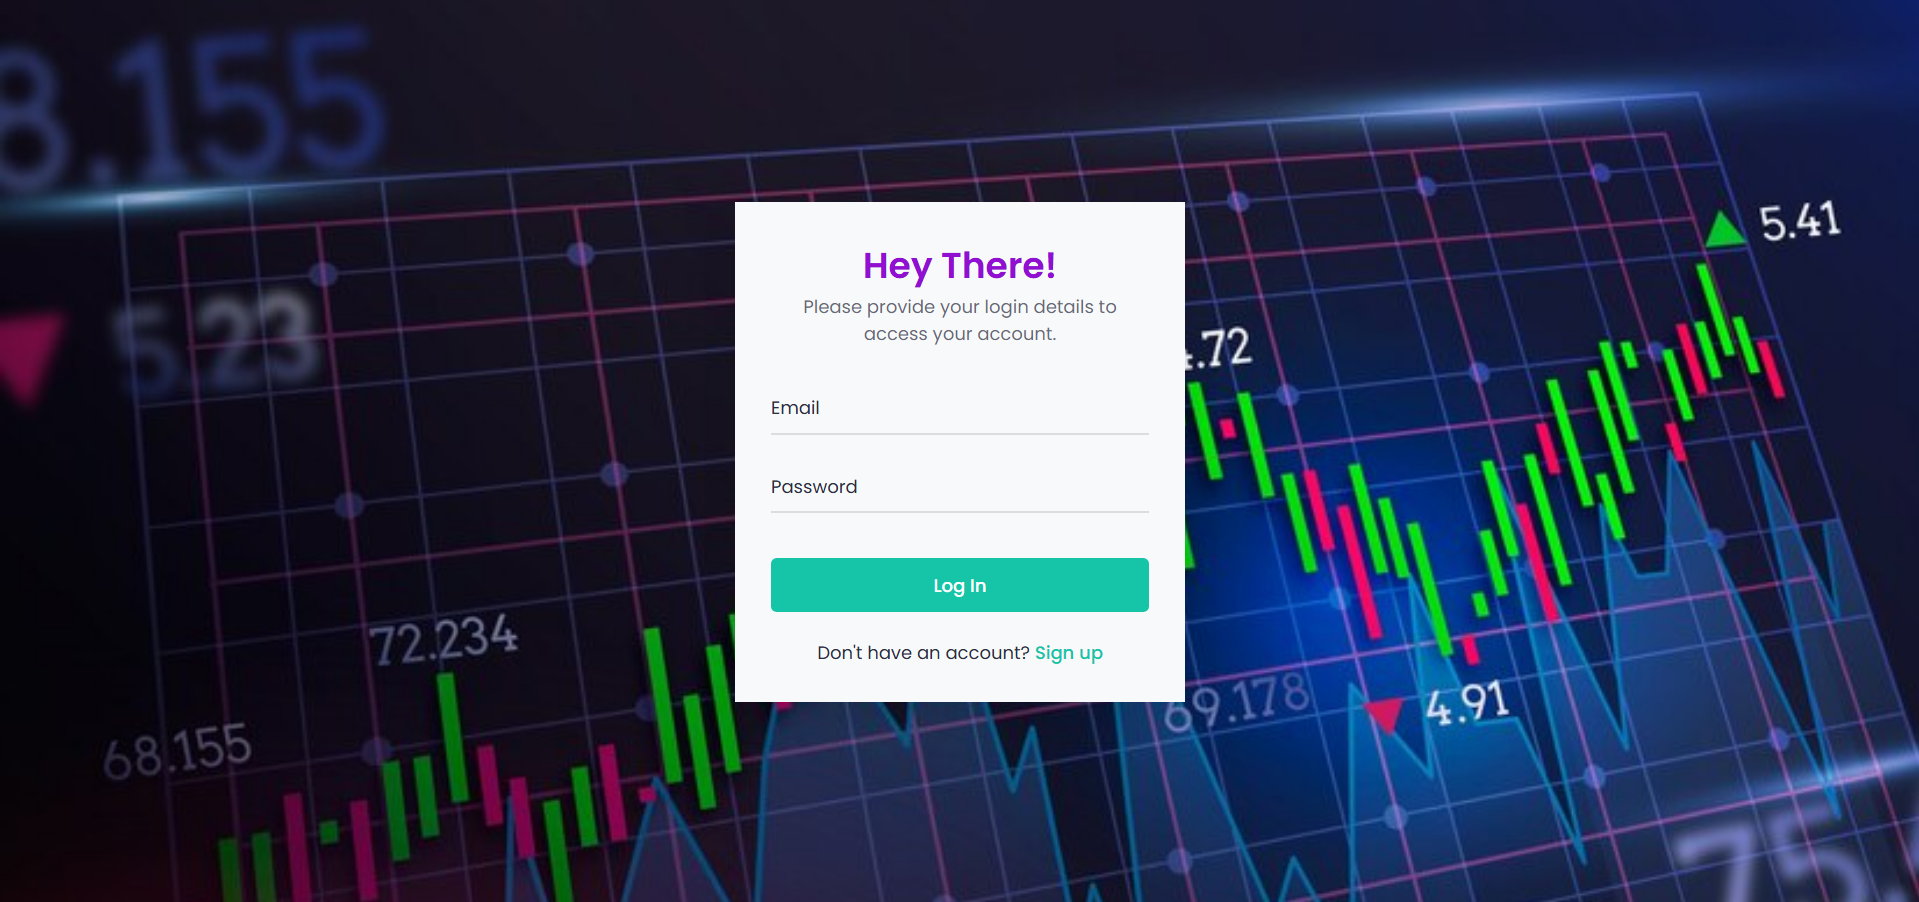 8.155
5.41
5.23
Hey There!
Please provide your login details to
access your account.
.72
Email
Password
Log In
72.234
Don't have an account? Sign up
69.178
4.91
68.155
75.